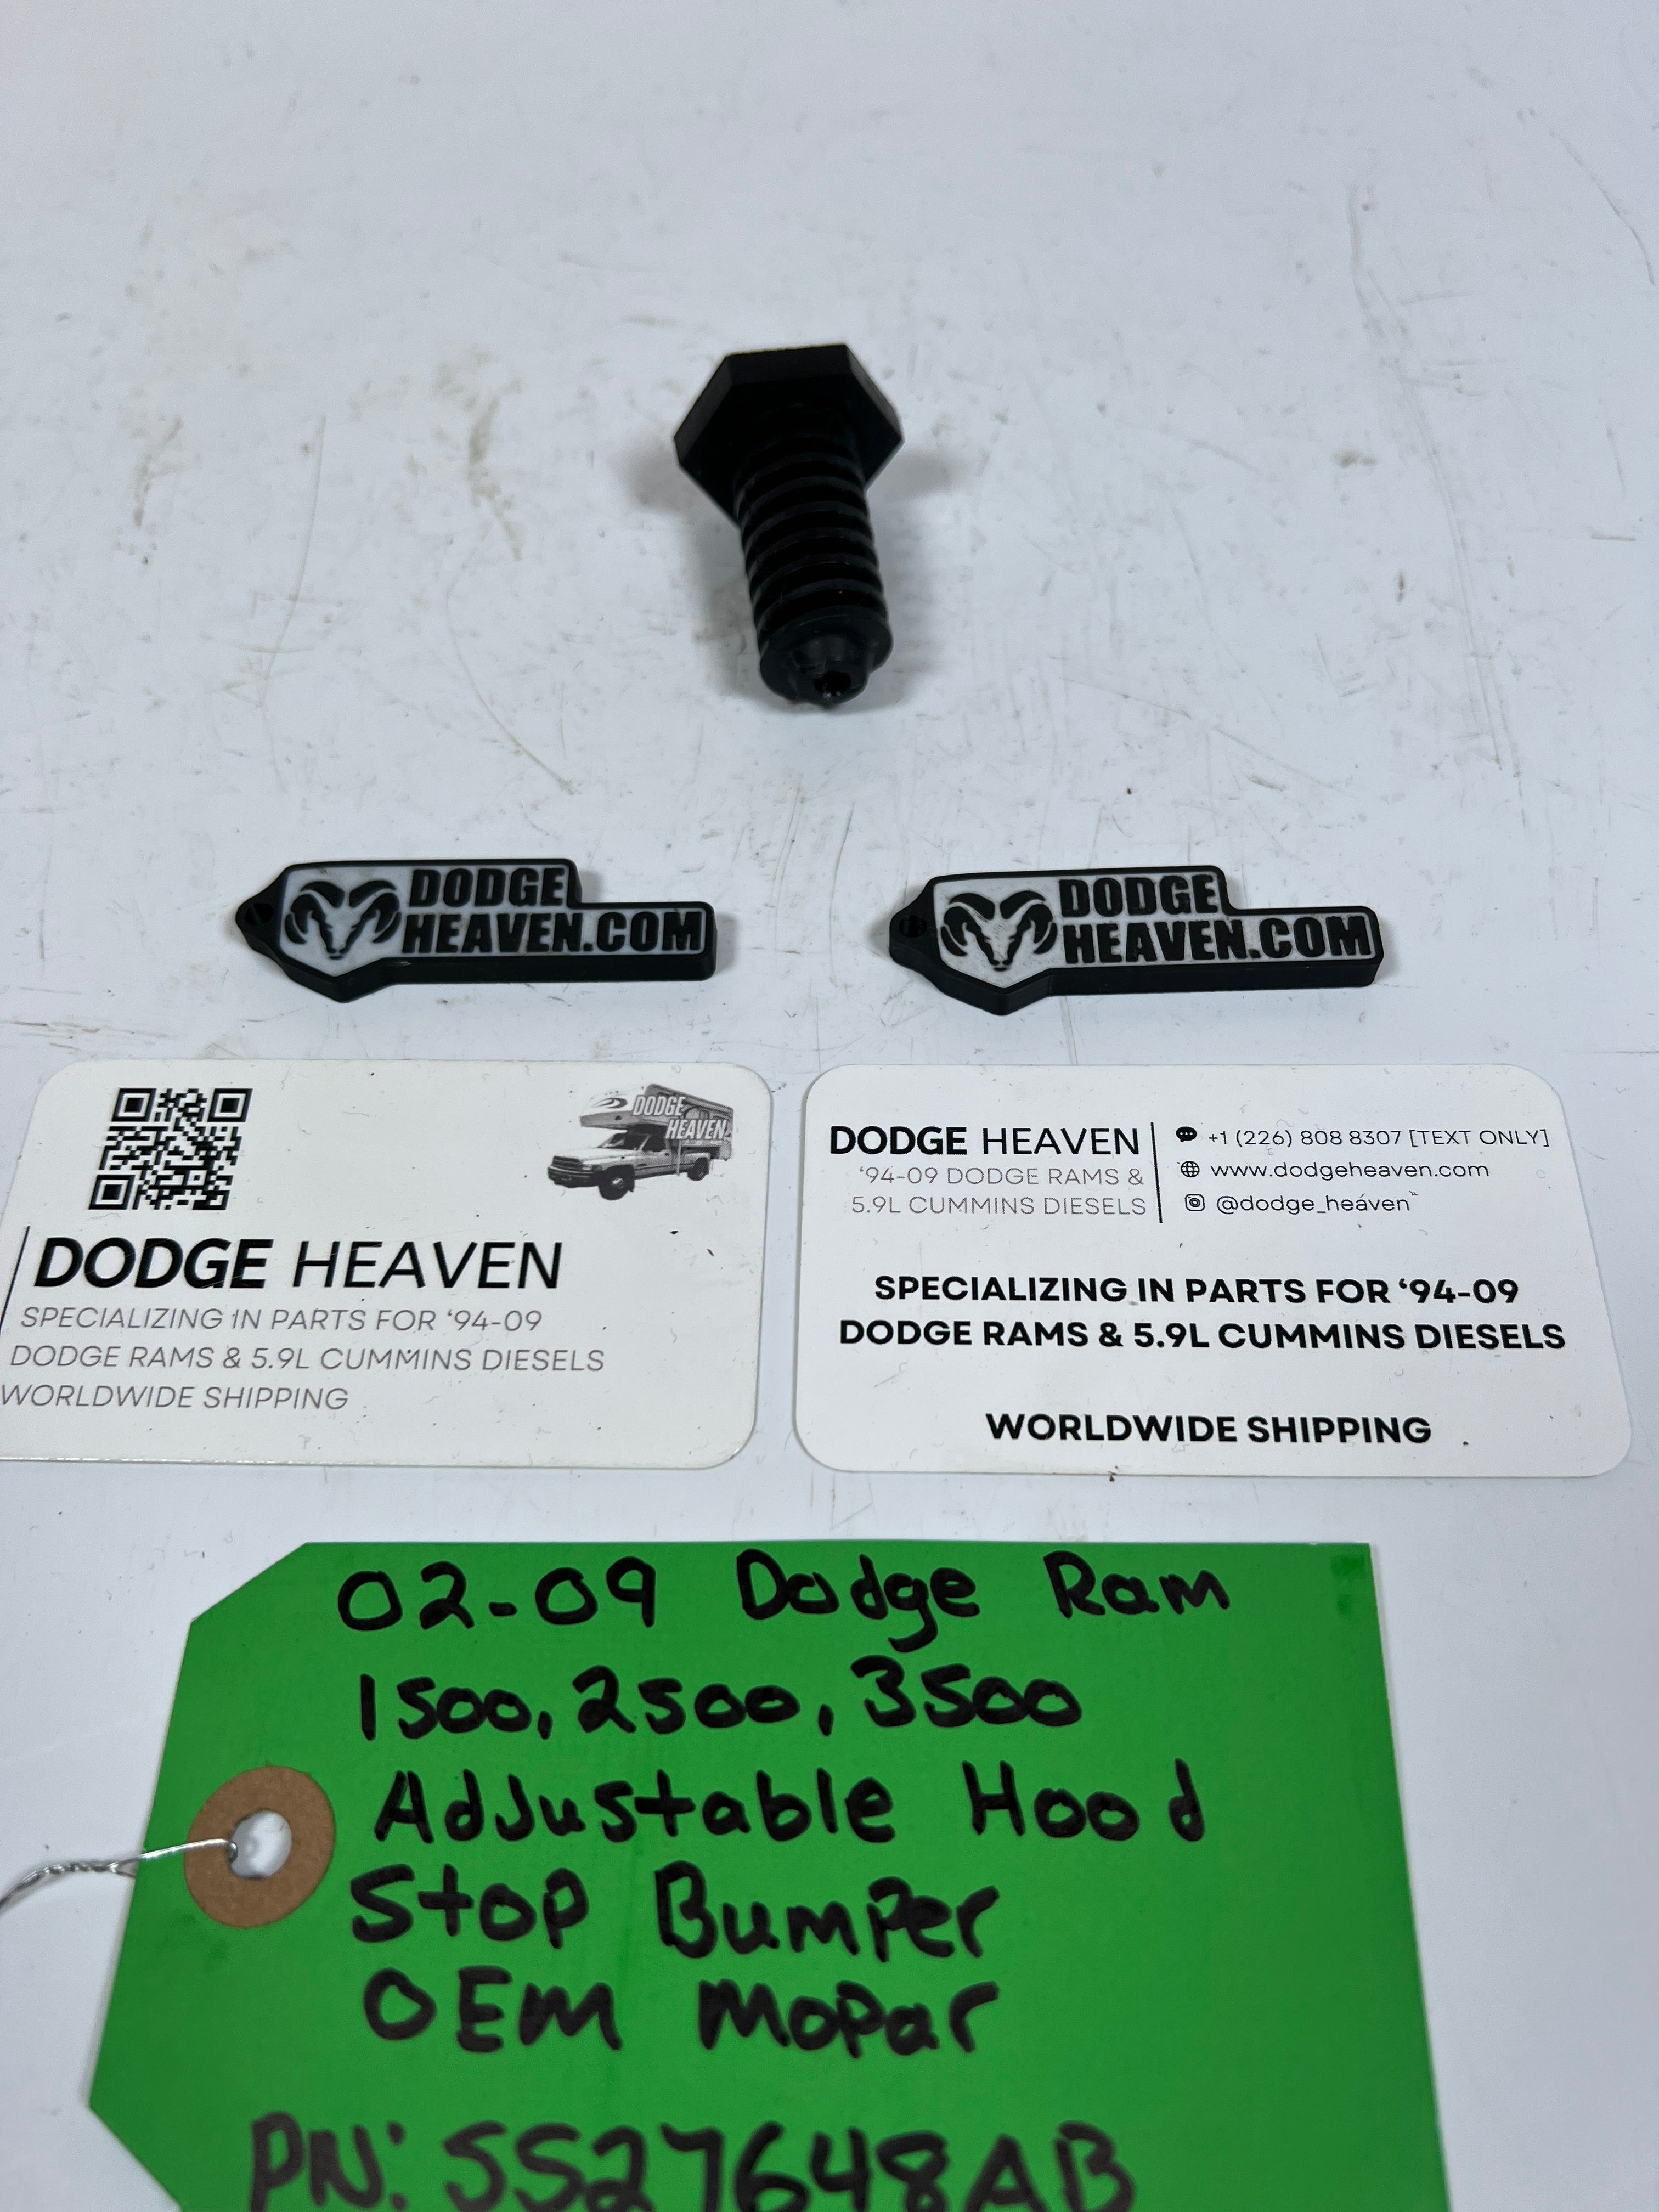 DODGE
HEAVEN.COM
DODGE
HEAVEN.COM
DODGE
HEAVEN
DODGE HEAVEN
SPECIALIZING IN PARTS FOR ‘94-09
DODGE RAMS & 5.9L CUMMINS DIESELS
WORLDWIDE SHIPPING
DODGE HEAVEN
‘94-09 DODGE RAMS &
5.9L CUMMINS DIESELS
+1 (226) 808 8307 [TEXT ONLY]
www.dodgeheaven.com
@dodge_heaven
SPECIALIZING IN PARTS FOR ‘94-09
DODGE RAMS & 5.9L CUMMINS DIESELS
WORLDWIDE SHIPPING
02-09 Dodge Ram
1500, 2500, 3500
Adjustable Hood
Stop Bumper
OEM Mopar
PN: 5527648AB